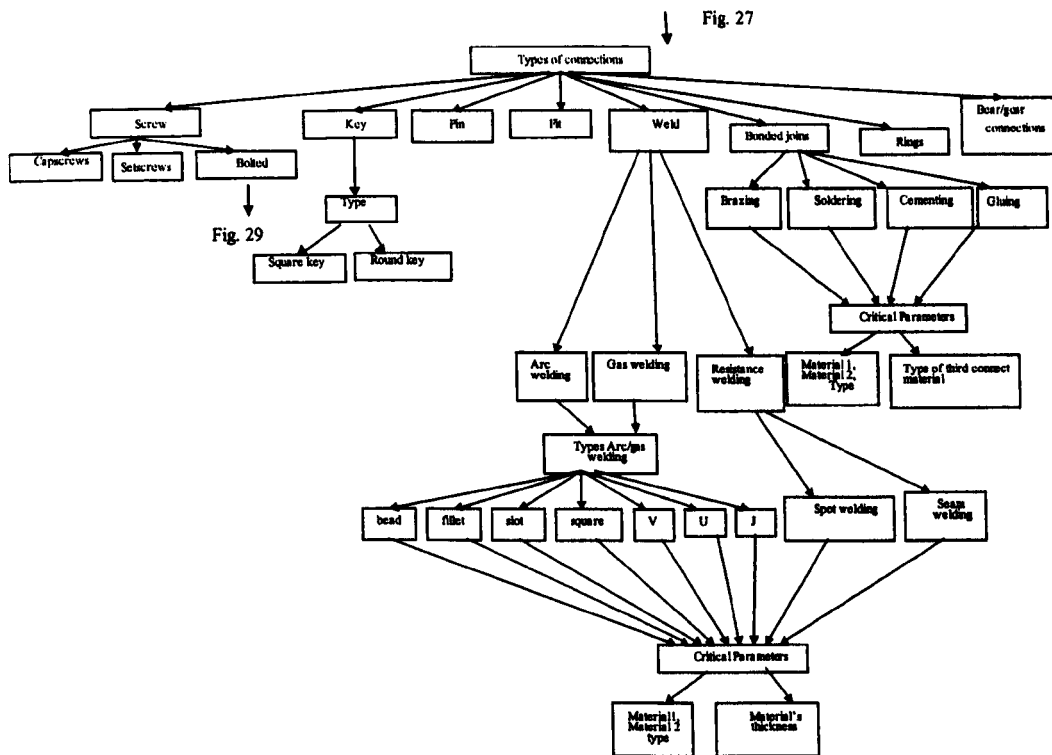 Fig. 27
Types of connections
Screw
Key
Pin
Fit
Weld
Bonded joins
Rings
Bear/gear
connections
Capscrews
Setscrews
Bolted
Fig. 29
Type
Square key
Round key
Brazing
Soldering
Cementing
Gluing
Critical Parameters
Material 1,
Material 2,
Type
Type of third connect
material
Arc
welding
Gas welding
Resistance
welding
Types Arc/gas
welding
bead
fillet
slot
square
V
U
J
Spot welding
Seam
welding
Critical Parameters
Material1,
Material 2
type
Material's
thickness